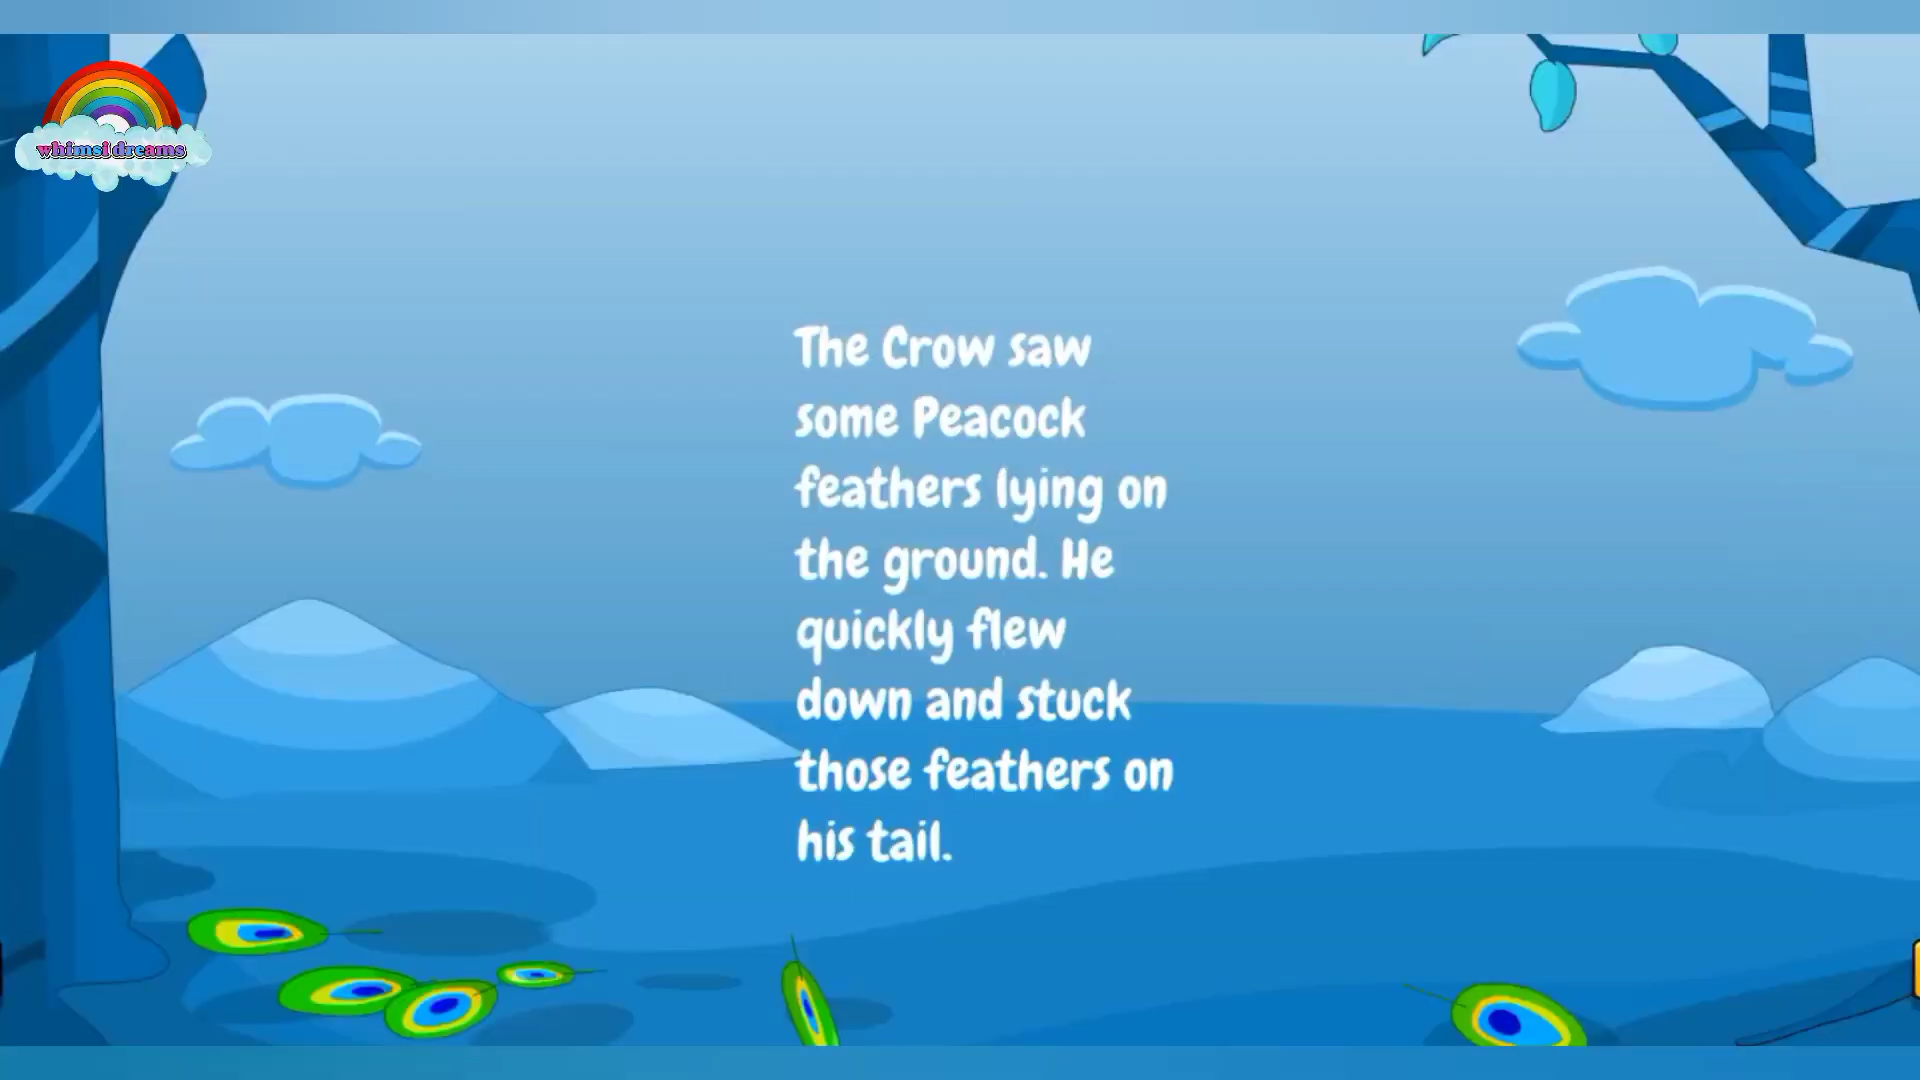 whimsi dreams
The Crow saw
some Peacock
feathers lying on
the ground. He
quickly flew
down and stuck
those feathers on
his tail.